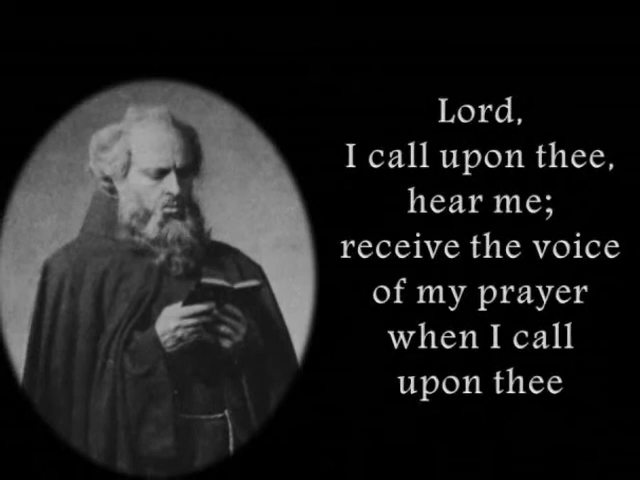 Lord,
I call upon thee,
hear me;
receive the voice
of my prayer
when I call
upon thee